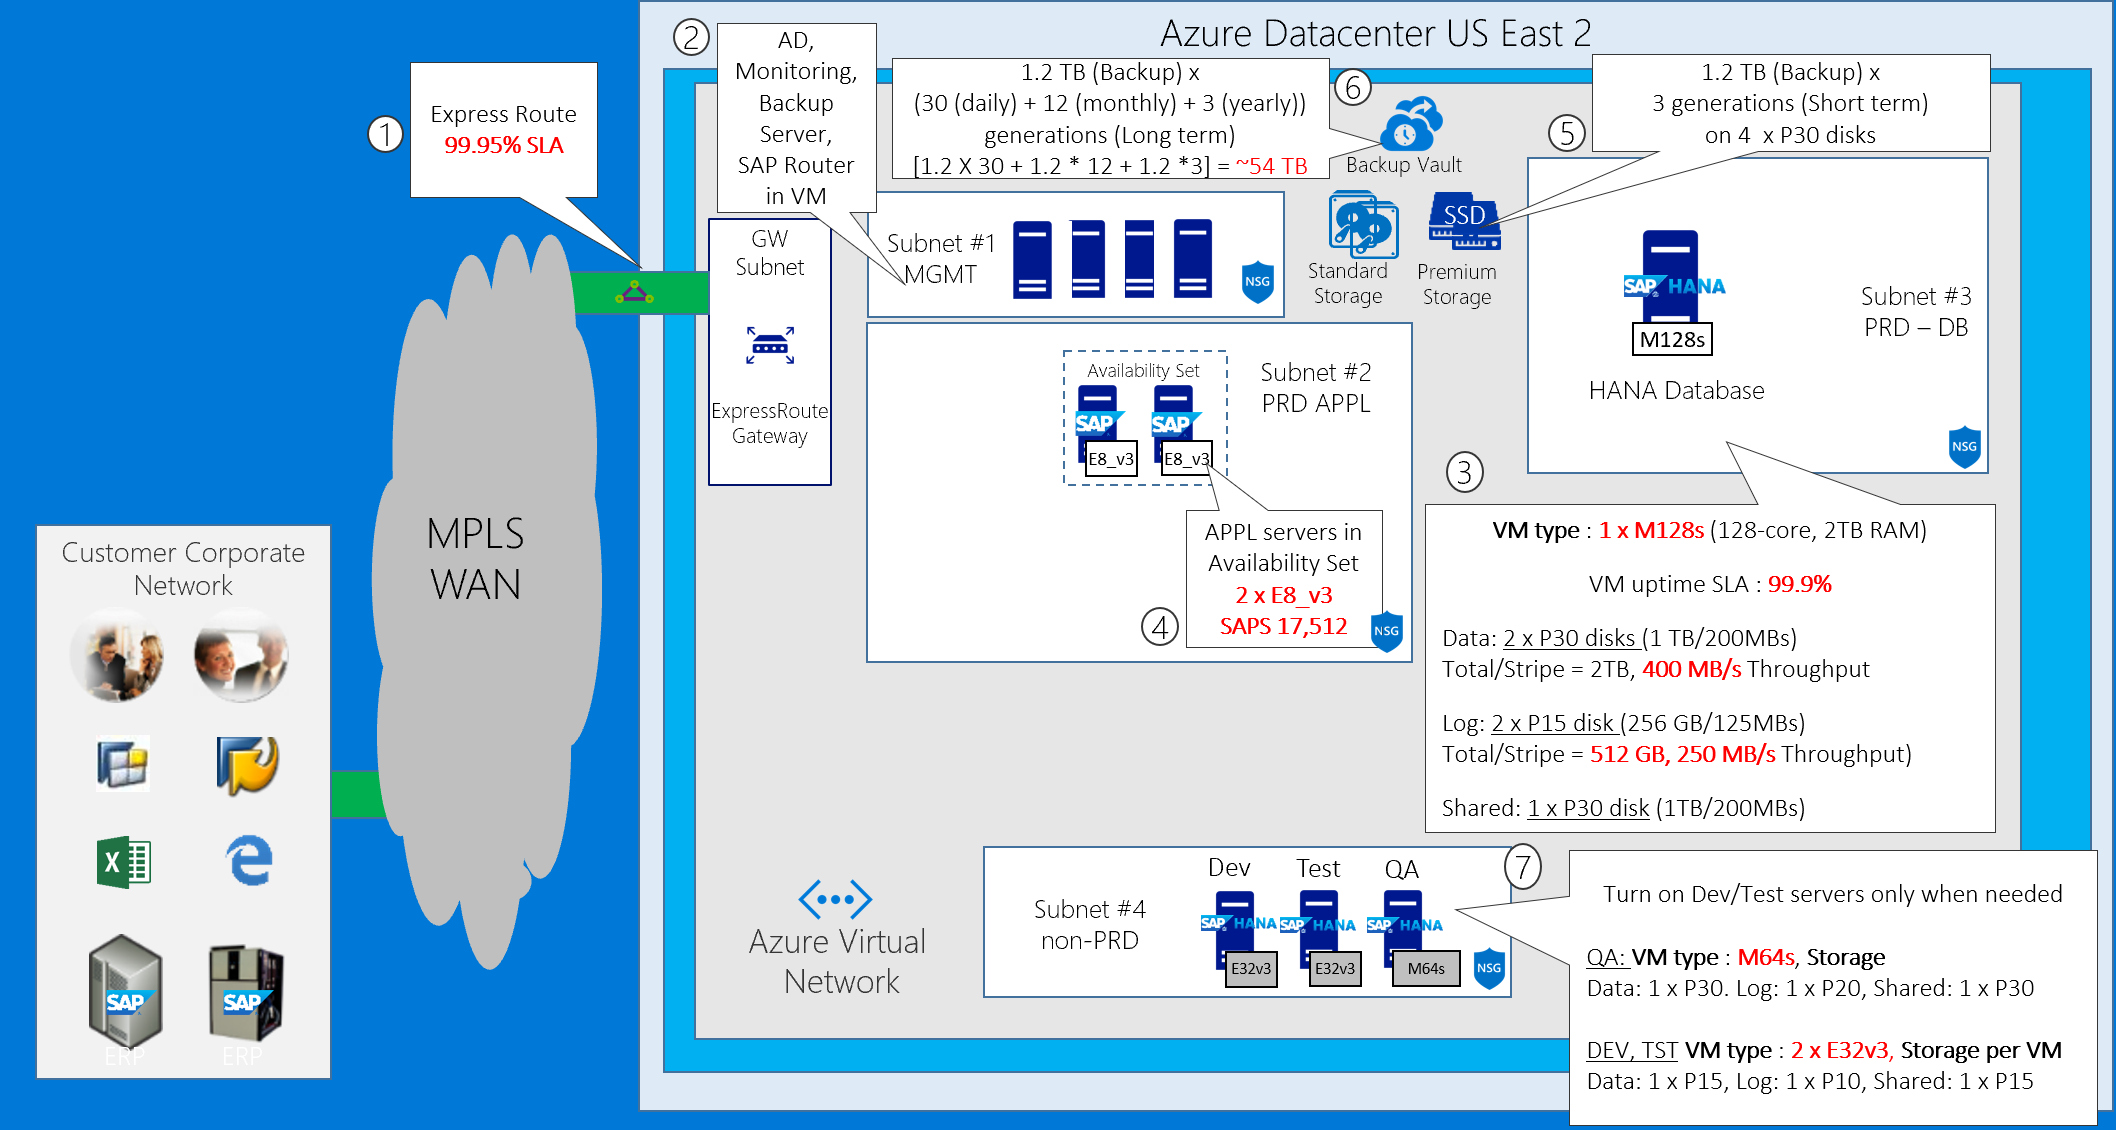 Azure Datacenter US East 2
1
Express Route
99.95% SLA
2
AD,
Monitoring,
Backup
Server,
SAP Router
in VM
1.2 TB (Backup) x
(30 (daily) + 12 (monthly) + 3 (yearly))
generations (Long term)
[1.2 X 30 + 1.2 * 12 + 1.2 *3] = ~54 TB
6
Backup Vault
5
1.2 TB (Backup) x
3 generations (Short term)
on 4 x P30 disks
Standard
Storage
SSD
Premium
Storage
GW
Subnet
ExpressRoute
Gateway
Subnet #1
MGMT
NSG
Subnet #2
PRD APPL
Availability Set
SAP
E8_v3
SAP
E8_v3
4
APPL servers in
Availability Set
2 x E8_v3
SAPS 17,512
NSG
SAP HANA
M128s
HANA Database
Subnet #3
PRD – DB
NSG
3
VM type : 1 x M128s (128-core, 2TB RAM)
VM uptime SLA : 99.9%
Data: 2 x P30 disks (1 TB/200MBs)
Total/Stripe = 2TB, 400 MB/s Throughput
Log: 2 x P15 disk (256 GB/125MBs)
Total/Stripe = 512 GB, 250 MB/s Throughput)
Shared: 1 x P30 disk (1TB/200MBs)
MPLS
WAN
Customer Corporate
Network
X
SAP
ERP
SAP
ERP
Azure Virtual
Network
Subnet #4
non-PRD
Dev
SAP HANA
E32v3
Test
SAP HANA
E32v3
QA
SAP HANA
M64s
NSG
7
Turn on Dev/Test servers only when needed
QA: VM type : M64s, Storage
Data: 1 x P30. Log: 1 x P20, Shared: 1 x P30
DEV, TST VM type : 2 x E32v3, Storage per VM
Data: 1 x P15, Log: 1 x P10, Shared: 1 x P15